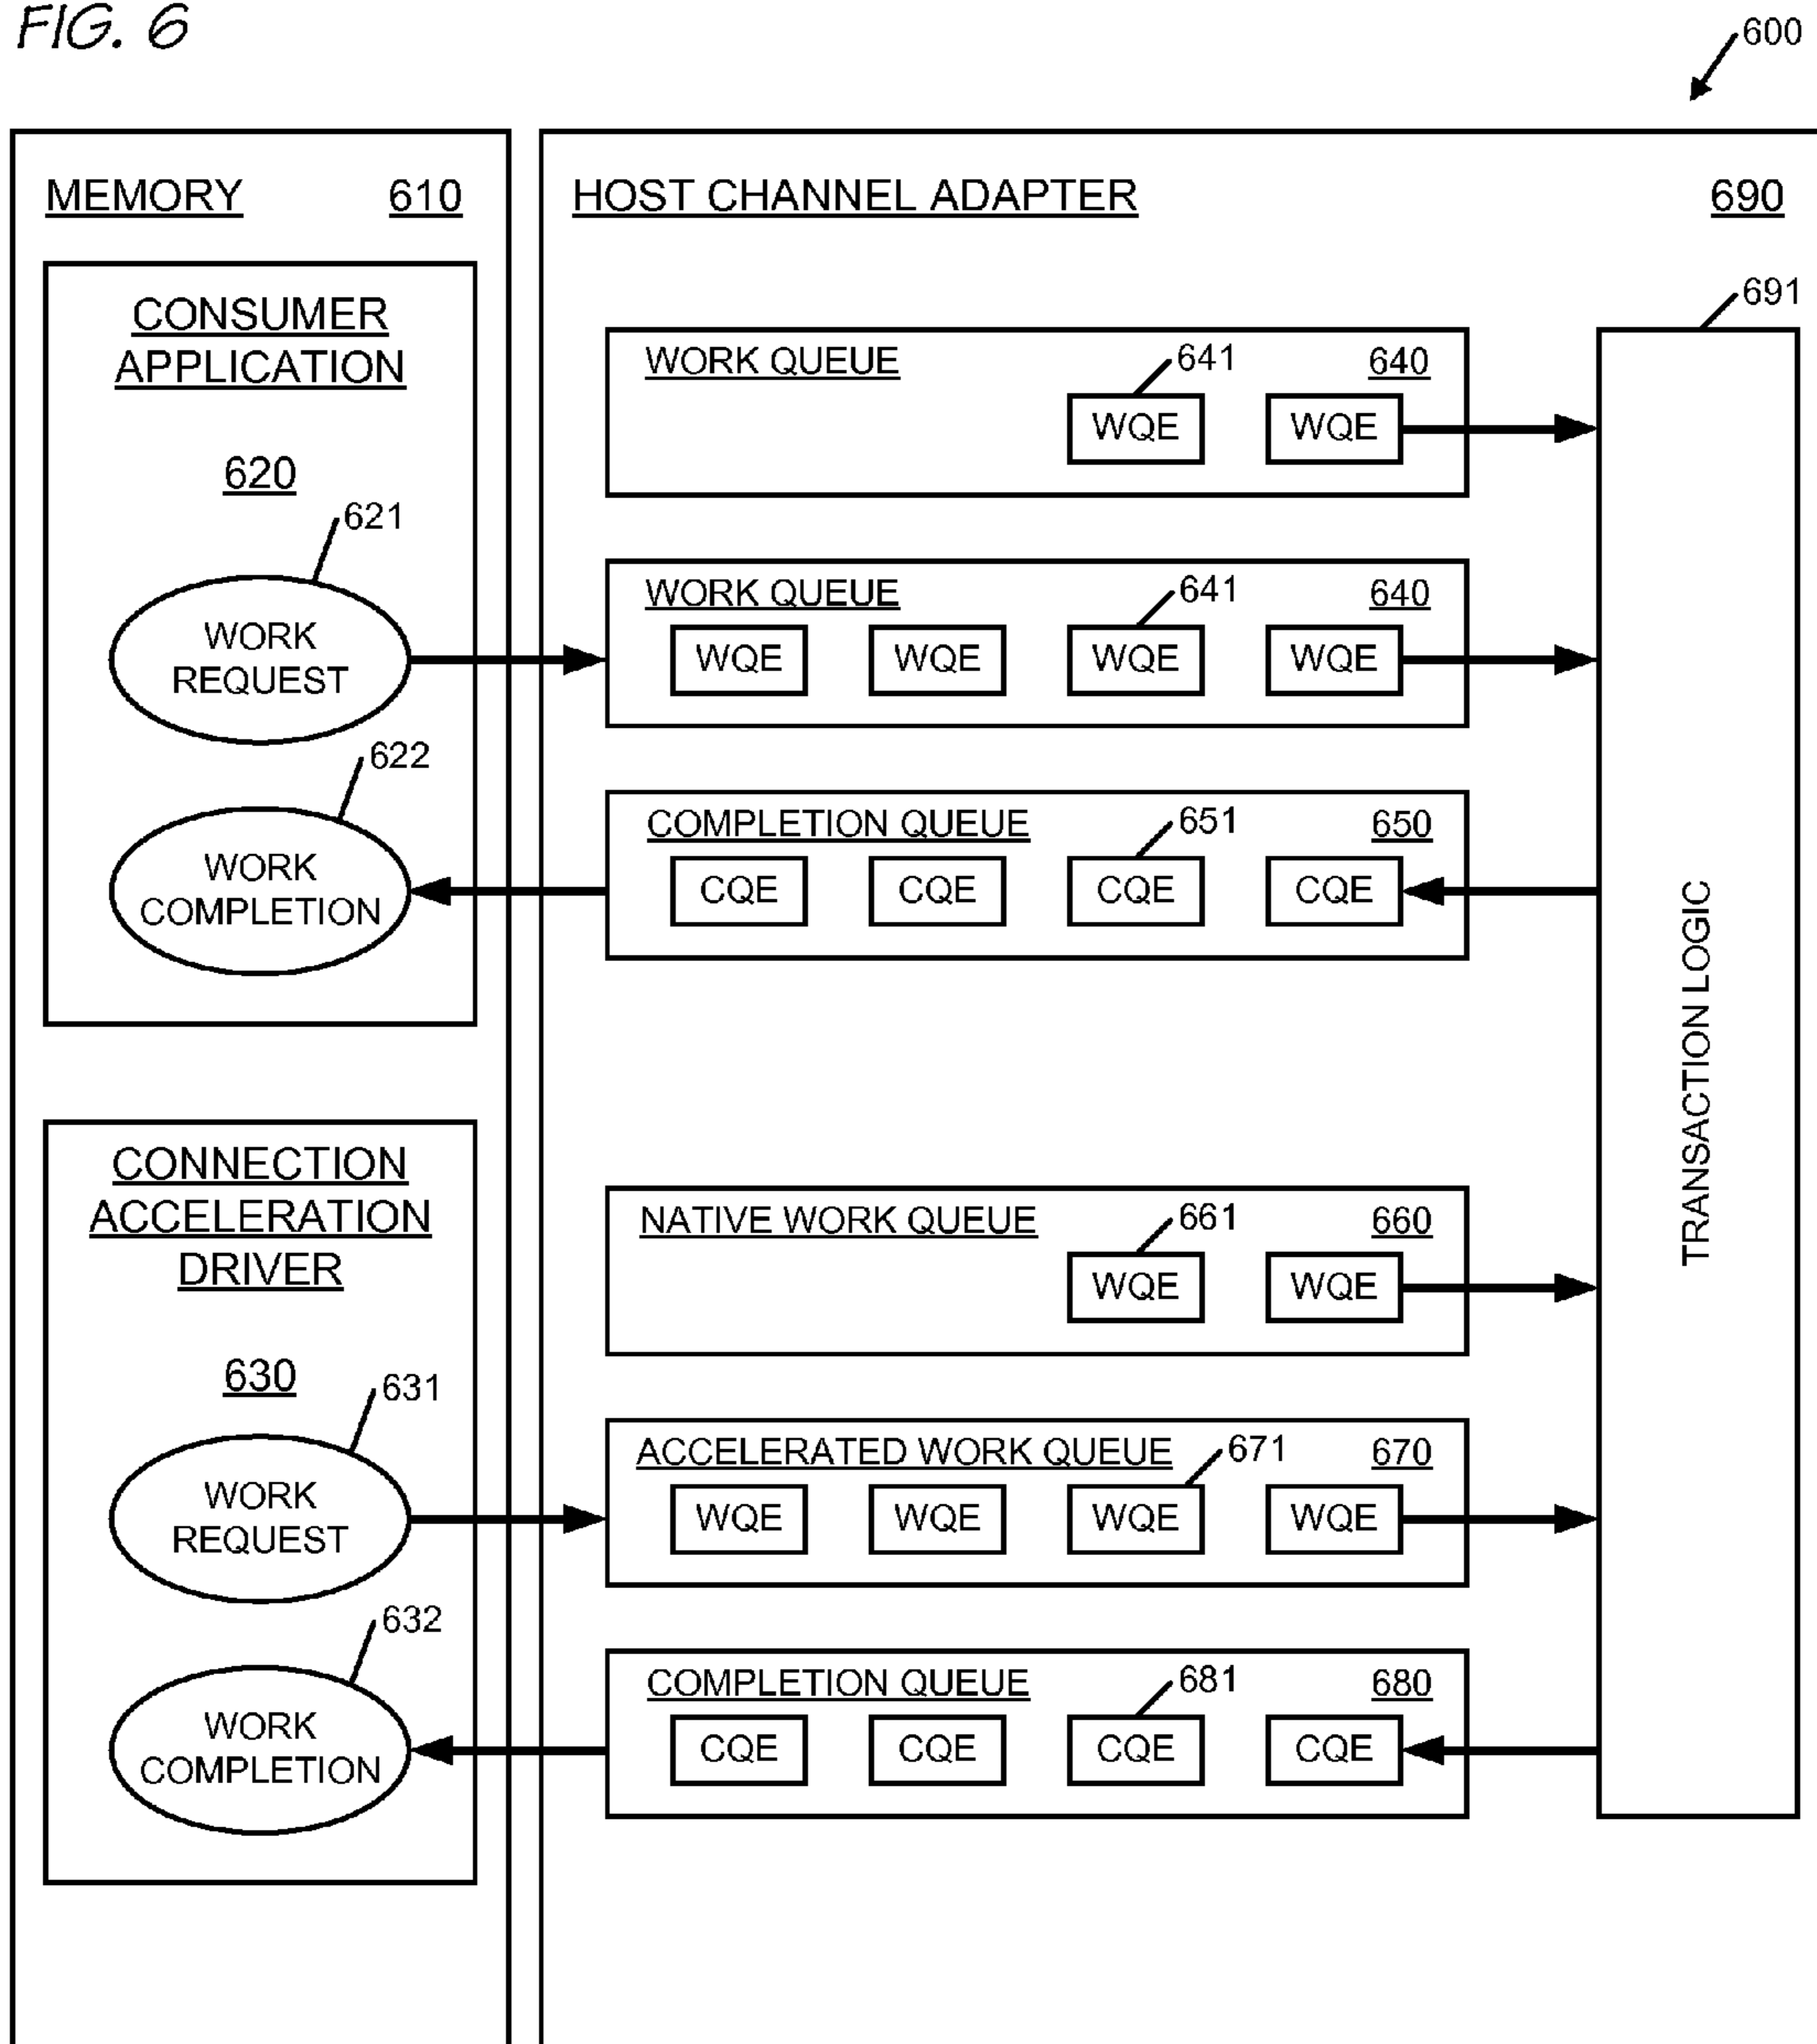 FIG. 6
600
MEMORY 610
HOST CHANNEL ADAPTER 690
CONSUMER
APPLICATION
620
621
WORK
REQUEST
622
WORK
COMPLETION
691
WORK QUEUE 641 640
WQE WQE
WORK QUEUE 641 640
WQE WQE WQE WQE
COMPLETION QUEUE 651 650
CQE CQE CQE CQE
TRANSACTION LOGIC
CONNECTION
ACCELERATION
DRIVER
630
631
WORK
REQUEST
632
WORK
COMPLETION
NATIVE WORK QUEUE 661 660
WQE WQE
ACCELERATED WORK QUEUE 671 670
WQE WQE WQE WQE
COMPLETION QUEUE 681 680
CQE CQE CQE CQE